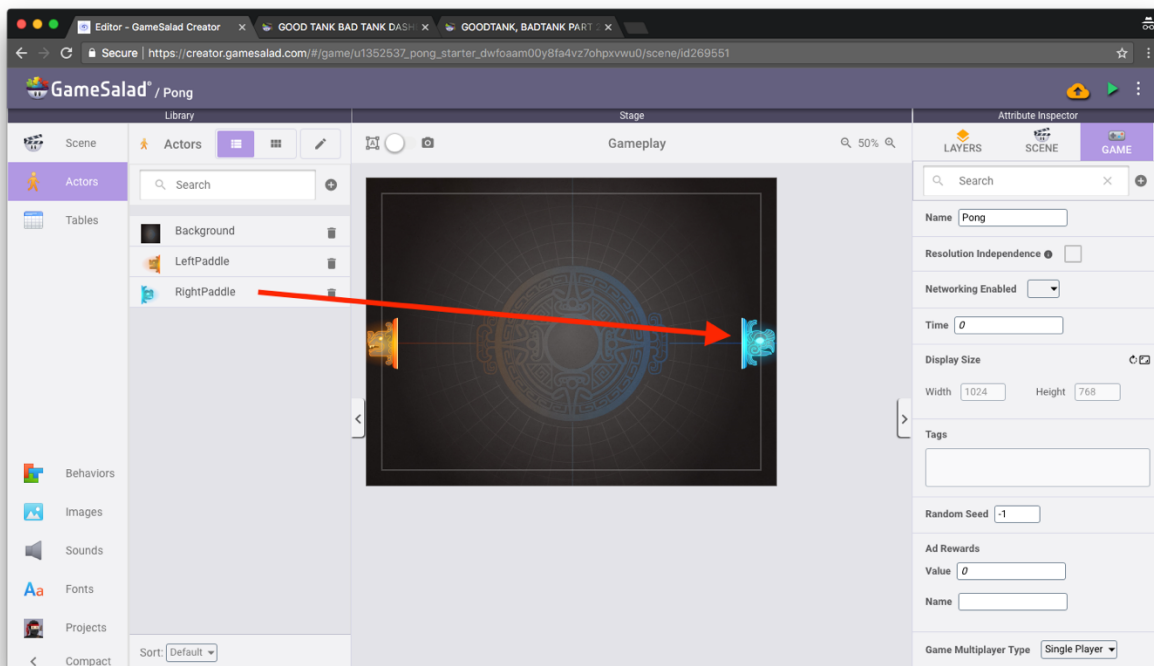 Editor - GameSalad Creator
GOOD TANK BAD TANK DASH
GOODTANK, BADTANK PART 2
Secure | https://creator.gamesalad.com/#/game/u1352537_pong_starter_dwfoaam00y8fa4vz7ohpxvwu0/scene/id269551
GameSalad® / Pong
Library
Stage
Attribute Inspector
Scene
Actors
Gameplay
50%
LAYERS
SCENE
GAME
Actors
Search
Search
Tables
Background
Name Pong
LeftPaddle
Resolution Independence
RightPaddle
Networking Enabled
Time 0
Display Size
Width 1024 Height 768
Tags
Behaviors
Images
Random Seed -1
Sounds
Ad Rewards
Value 0
Aa Fonts
Name
Projects
Sort: Default
Game Multiplayer Type Single Player
Compact